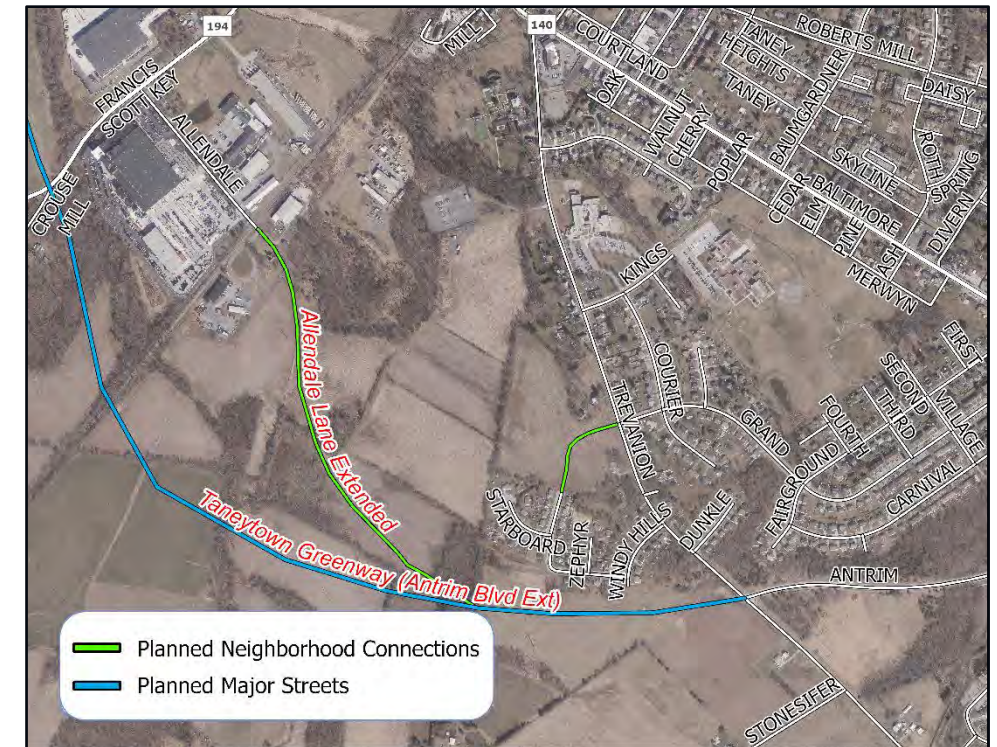 194
140
MILL
COURTLAND
TANEY
HEIGHTS
ROBERTS MILL
FRANCIS
SCOTT KEY
ALLENDALE
OAK
TANEY
BAUMGARDNER
DAISY
WALNUT
CHERRY
POPLAR
SKYLINE
ROTH'S
SPRING
CROUSE
MILL
CEDAR
ELM
PINE
BALTIMORE
ASH
DIVERN
MERWYN
KINGS
COURIER
FIRST
SECOND
THIRD
VILLAGE
Allendale Lane Extended
TREVANION
GRAND
FOURTH
FAIRGROUND
CARNIVAL
STARBOARD
ZEPHYR
WINDY HILLS
DUNKLE
Taneytown Greenway (Antrim Blvd Ext)
ANTRIM
Planned Neighborhood Connections
Planned Major Streets
STONESIFER